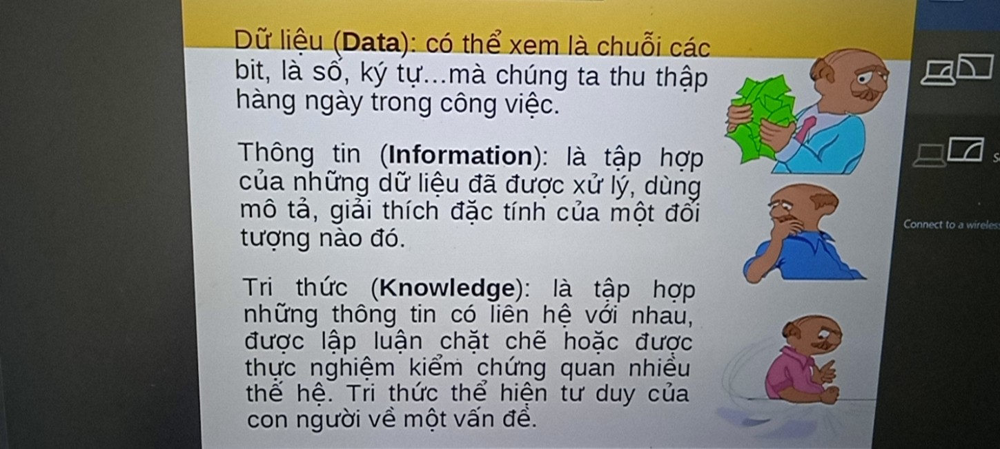 Dữ liệu (Data): có thể xem là chuỗi các
bit, là số, ký tự...mà chúng ta thu thập
hàng ngày trong công việc.
Thông tin (Information): là tập hợp
của những dữ liệu đã được xử lý, dùng
mô tả, giải thích đặc tính của một đối
tượng nào đó.
Tri thức (Knowledge): là tập hợp
những thông tin có liên hệ với nhau,
được lập luận chặt chẽ hoặc được
thực nghiệm kiểm chứng quan nhiều
thế hệ. Tri thức thể hiện tư duy của
con người về một vấn đề.
Connect to a